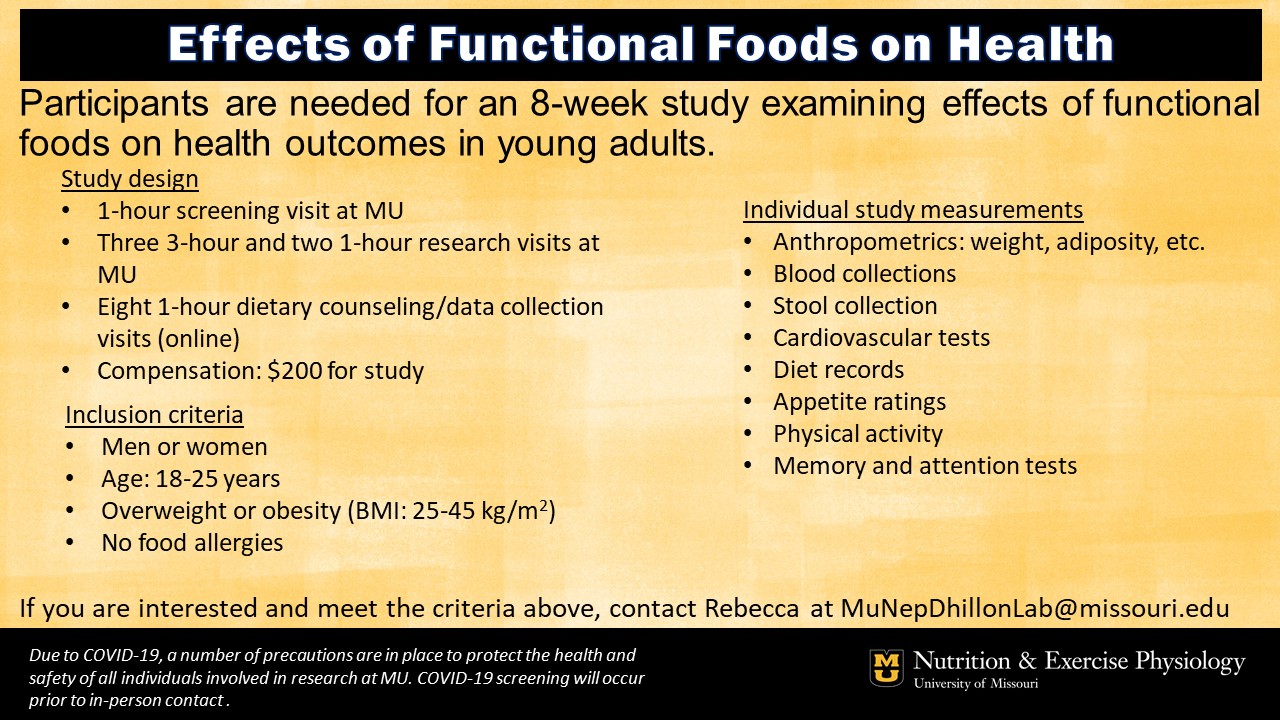 Effects of Functional Foods on Health
Participants are needed for an 8-week study examining effects of functional
foods on health outcomes in young adults.
Study design
• 1-hour screening visit at MU
• Three 3-hour and two 1-hour research visits at
MU
• Eight 1-hour dietary counseling/data collection
visits (online)
• Compensation: $200 for study
Inclusion criteria
• Men or women
• Age: 18-25 years
• Overweight or obesity (BMI: 25-45 kg/m²)
• No food allergies
Individual study measurements
• Anthropometrics: weight, adiposity, etc.
• Blood collections
• Stool collection
• Cardiovascular tests
• Diet records
• Appetite ratings
• Physical activity
• Memory and attention tests
If you are interested and meet the criteria above, contact Rebecca at MuNepDhillonLab@missouri.edu
Due to COVID-19, a number of precautions are in place to protect the health and
safety of all individuals involved in research at MU. COVID-19 screening will occur
prior to in-person contact .
MU
Nutrition & Exercise Physiology
University of Missouri